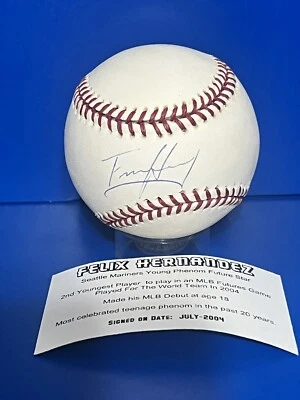 FELIX HERNANDEZ
Seattle Mariners Young Phenom Future Star
2nd Youngest Player to play in an MLB Futures Game
Played For The World Team In 2004
Made his MLB Debut at age 18
Most celebrated teenage phenom in the past 20 years.
Signed on Date: July-2004